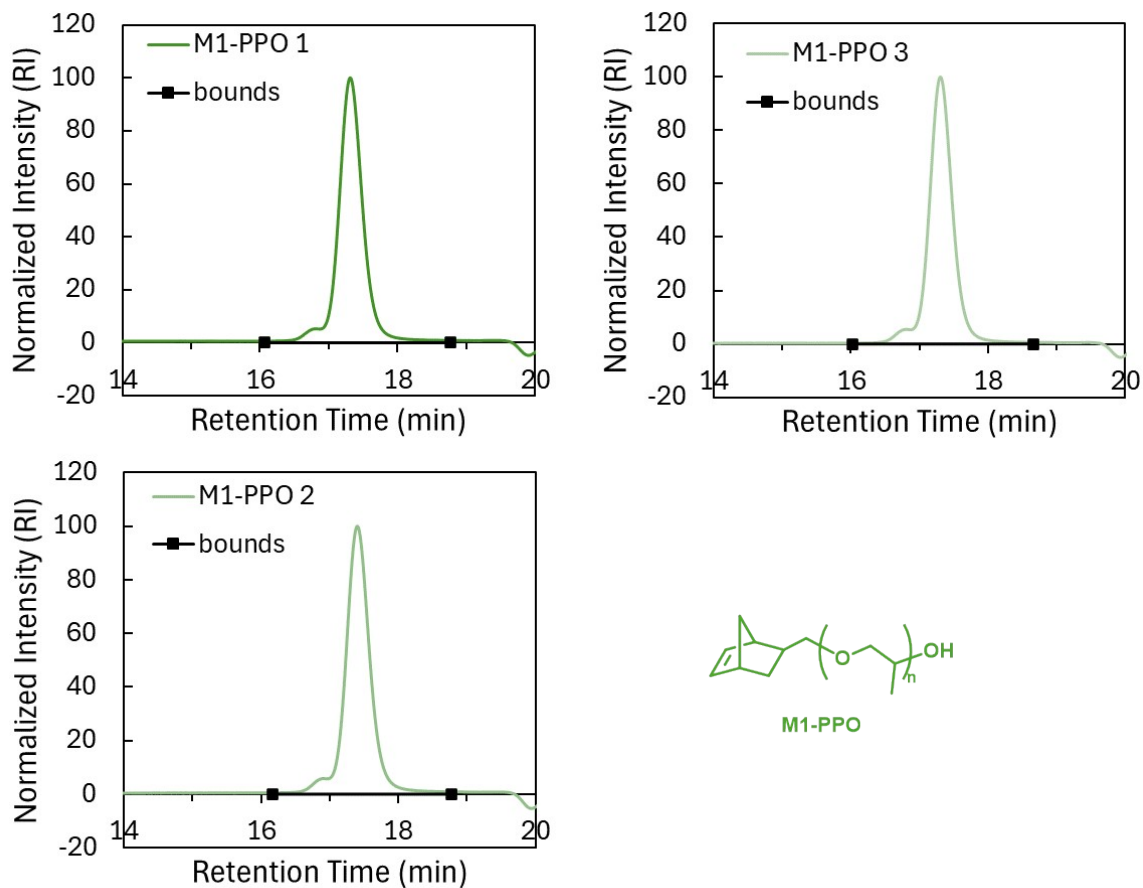 120
100
80
60
40
20
0
-20
Normalized Intensity (RI)
M1-PPO 1
bounds
14 16 18 20
Retention Time (min)
120
100
80
60
40
20
0
-20
Normalized Intensity (RI)
M1-PPO 3
bounds
14 16 18 20
Retention Time (min)
120
100
80
60
40
20
0
-20
Normalized Intensity (RI)
M1-PPO 2
bounds
14 16 18 20
Retention Time (min)
O
n
OH
M1-PPO